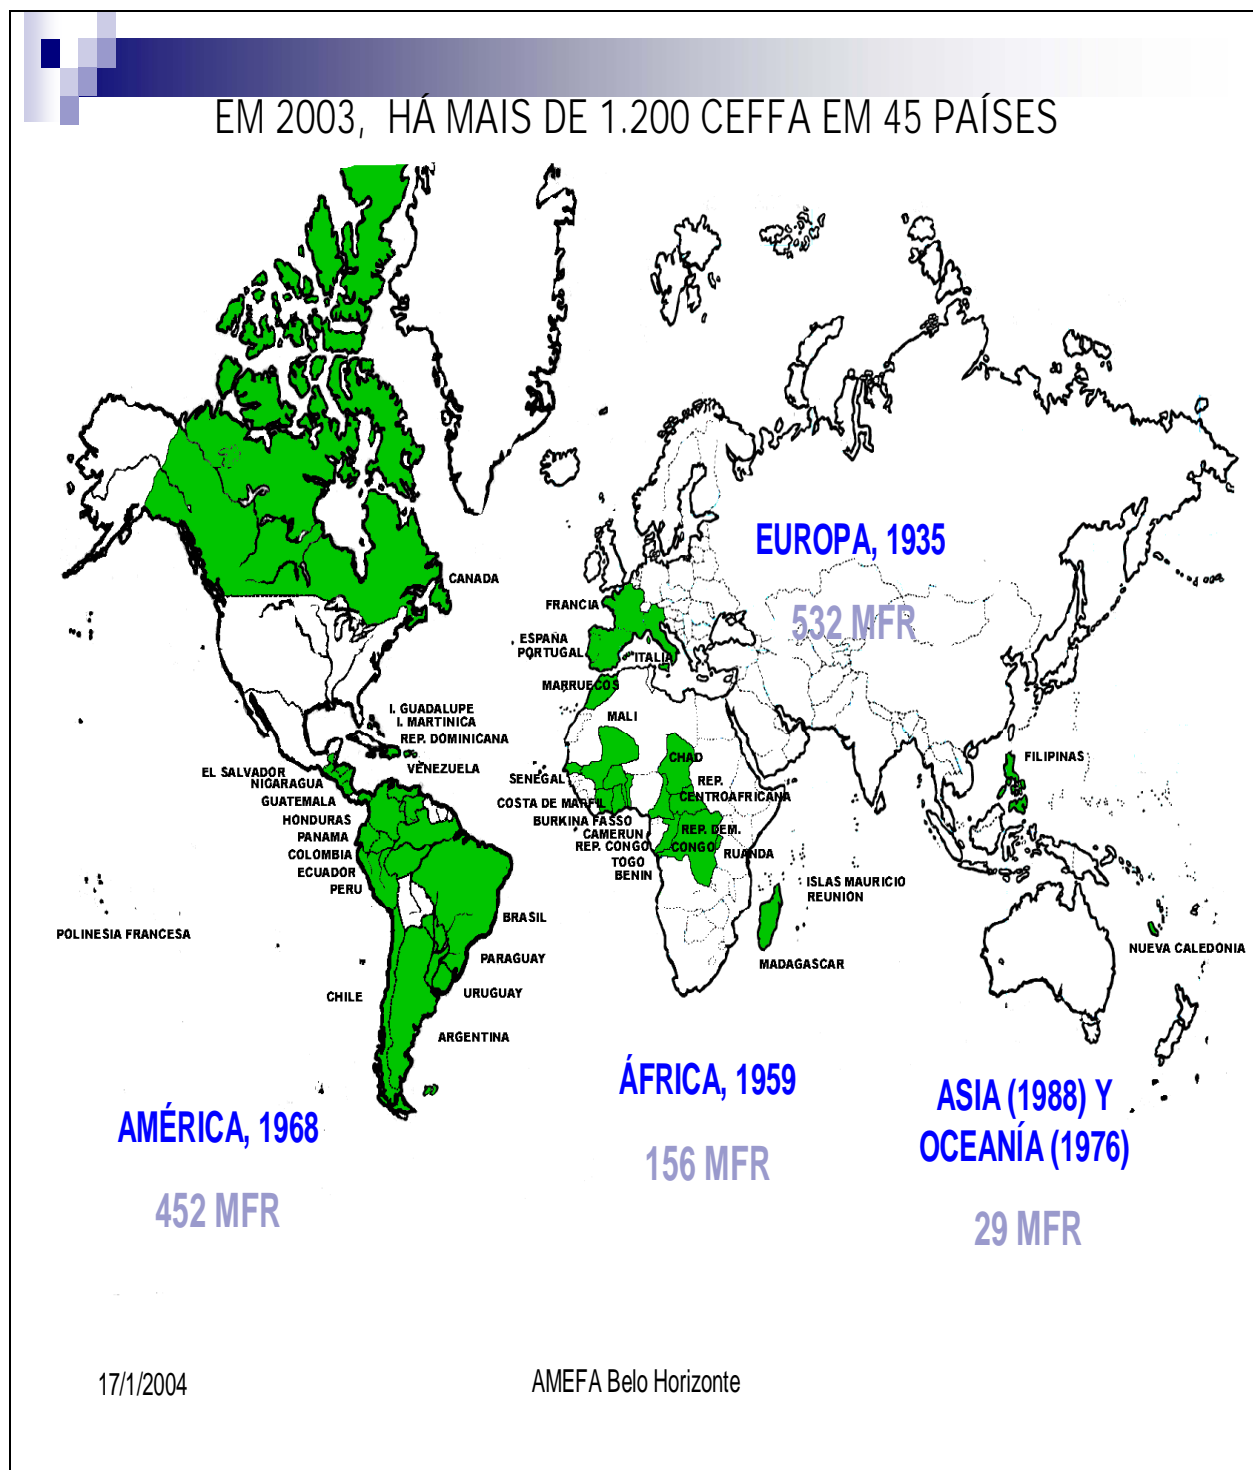 EM 2003, HÁ MAIS DE 1.200 CEFFA EM 45 PAÍSES
EUROPA, 1935
532 MFR
CANADA
FRANCIA
ESPAÑA
PORTUGAL
ITALIA
MARRUECOS
I. GUADALUPE
I. MARTINICA
REP. DOMINICANA
VENEZUELA
EL SALVADOR
NICARAGUA
GUATEMALA
HONDURAS
PANAMA
COLOMBIA
ECUADOR
PERU
MALI
CHAD
SENEGAL
REP.
CENTROAFRICANA
COSTA DE MARFIL
BURKINA FASSO
CAMERUN
REP. CONGO
TOGO
BENIN
REP. DEM.
CONGO
RUANDA
FILIPINAS
ISLAS MAURICIO
REUNION
MADAGASCAR
NUEVA CALEDONIA
POLINESIA FRANCESA
BRASIL
PARAGUAY
URUGUAY
CHILE
ARGENTINA
AMÉRICA, 1968
452 MFR
ÁFRICA, 1959
156 MFR
ASIA (1988) Y
OCEANÍA (1976)
29 MFR
17/1/2004
AMEFA Belo Horizonte